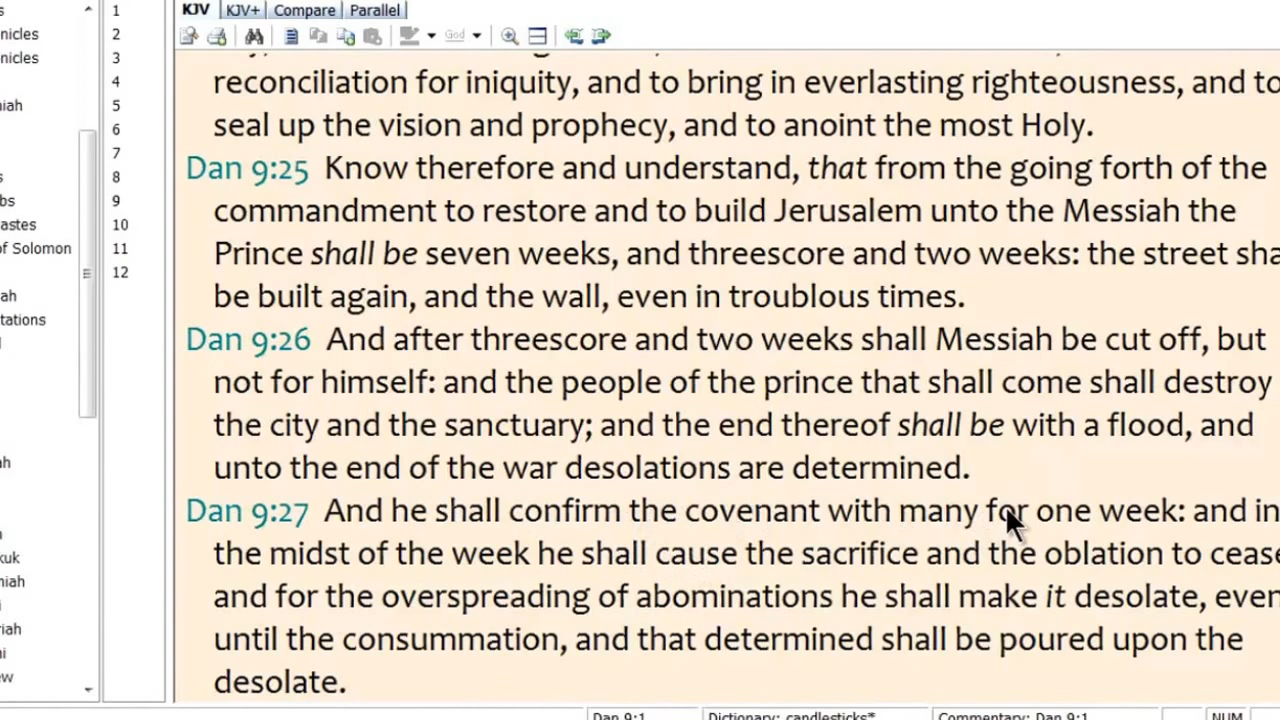 KJV KJV+ Compare Parallel
God
s
nicles
nicles
iah
s
bs
astes
of Solomon
ah
tations
l
ah
n
kuk
niah
i
riah
ni
ew
1
2
3
4
5
6
7
8
9
10
11
12
reconciliation for iniquity, and to bring in everlasting righteousness, and to
seal up the vision and prophecy, and to anoint the most Holy.
Dan 9:25 Know therefore and understand, that from the going forth of the
commandment to restore and to build Jerusalem unto the Messiah the
Prince shall be seven weeks, and threescore and two weeks: the street sha
be built again, and the wall, even in troublous times.
Dan 9:26 And after threescore and two weeks shall Messiah be cut off, but
not for himself: and the people of the prince that shall come shall destroy
the city and the sanctuary; and the end thereof shall be with a flood, and
unto the end of the war desolations are determined.
Dan 9:27 And he shall confirm the covenant with many for one week: and in
the midst of the week he shall cause the sacrifice and the oblation to cease
and for the overspreading of abominations he shall make it desolate, even
until the consummation, and that determined shall be poured upon the
desolate.
Dan 9:1 Dictionary: candlesticks* Commentary: Dan 9:1 NUM